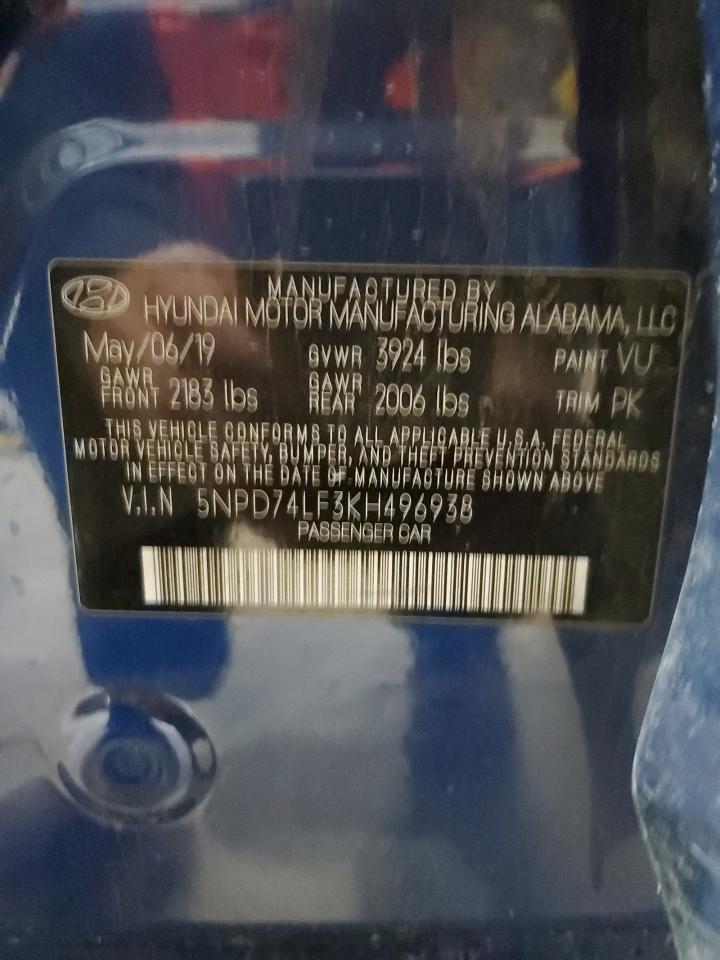 MANUFACTURED BY
HYUNDAI MOTOR MANUFACTURING ALABAMA, LLC
May/06/19 GVWR 3924 lbs PAINT VU
GAWR FRONT 2183 lbs GAWR REAR 2006 lbs TRIM PK
THIS VEHICLE CONFORMS TO ALL APPLICABLE U.S.A. FEDERAL
MOTOR VEHICLE SAFETY, BUMPER, AND THEFT PREVENTION STANDARDS
IN EFFECT ON THE DATE OF MANUFACTURE SHOWN ABOVE
V.I.N 5NPD74LF3KH496938
PASSENGER CAR